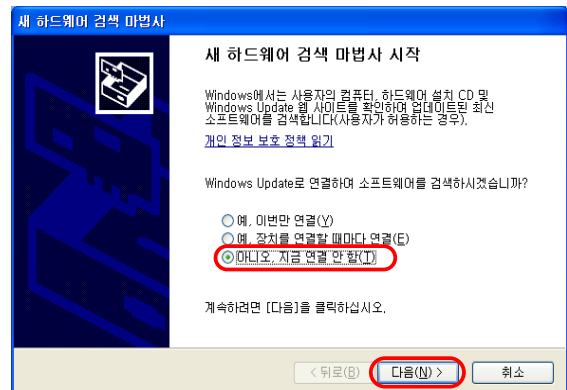 새 하드웨어 검색 마법사
새 하드웨어 검색 마법사 시작
Windows에서는 사용자의 컴퓨터, 하드웨어 설치 CD 및
Windows Update 웹 사이트를 확인하여 업데이트된 최신
소프트웨어를 검색합니다(사용자가 허용하는 경우).
개인 정보 보호 정책 읽기
Windows Update로 연결하여 소프트웨어를 검색하시겠습니까?
예, 이번만 연결(Y)
예, 장치를 연결할 때마다 연결(E)
아니오, 지금 연결 안 함(T)
계속하려면 [다음]을 클릭하십시오.
< 뒤로(B) 다음(N) > 취소